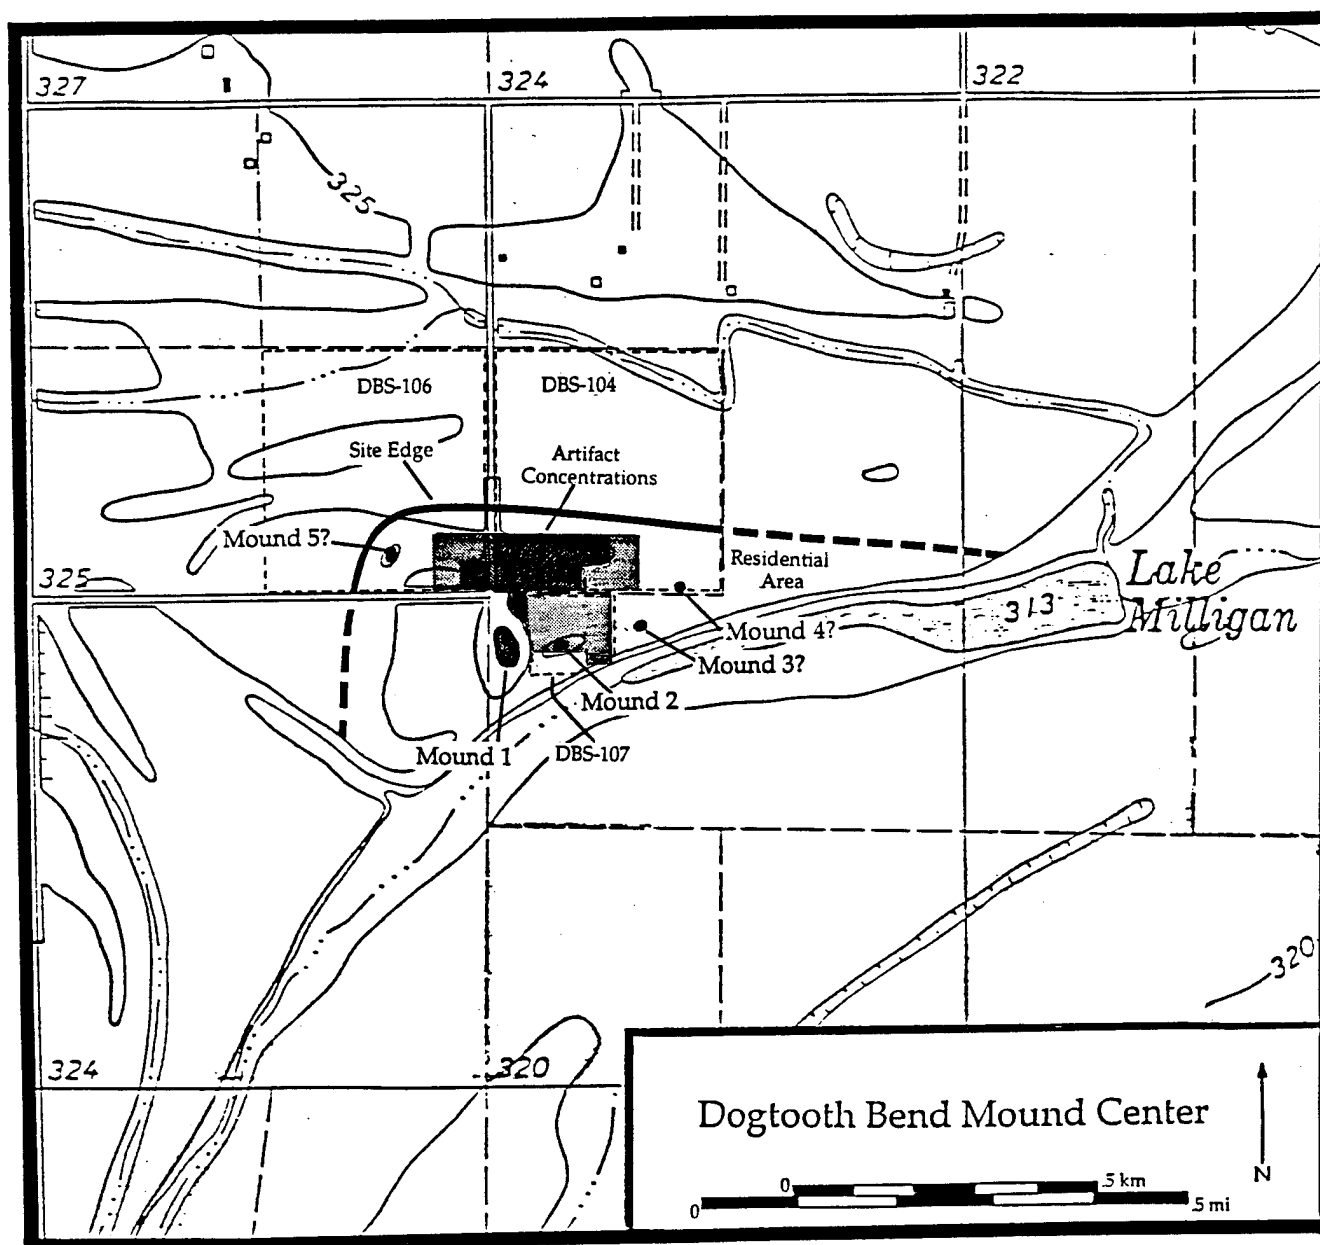 327
324
322
325
DBS-106
DBS-104
Site Edge
Artifact
Concentrations
Mound 5?
Residential
Area
325
Lake
Milligan
313
Mound 4?
Mound 3?
Mound 2
Mound 1
DBS-107
320
324
320
Dogtooth Bend Mound Center
N
0
.5 km
0
.5 mi